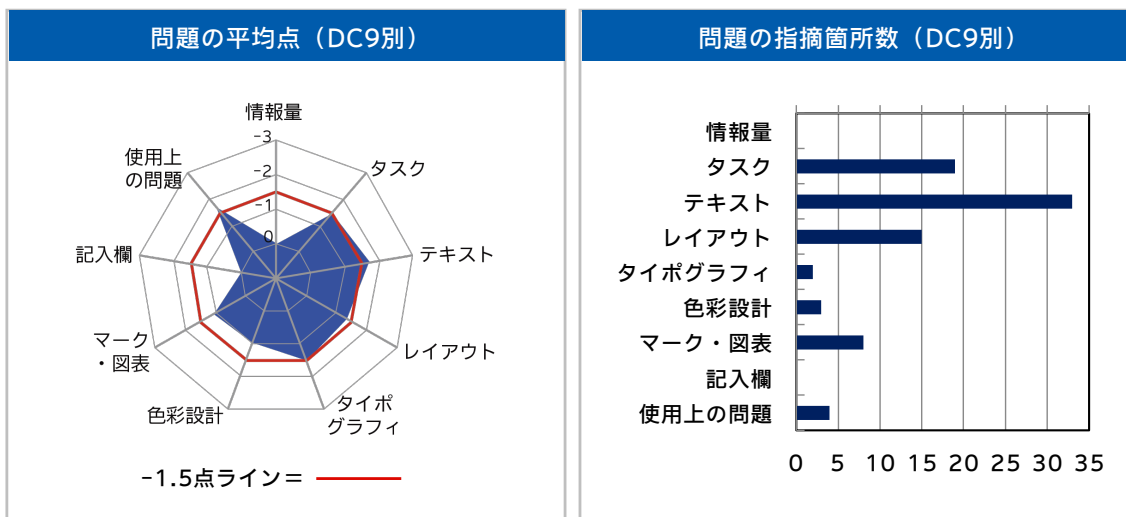 問題の平均点（DC9別）
情報量
-3
-2
-1
0
タスク
テキスト
レイアウト
タイポ
グラフィ
色彩設計
マーク
・図表
記入欄
使用上
の問題
-1.5点ライン＝
問題の指摘箇所数（DC9別）
情報量
タスク
テキスト
レイアウト
タイポグラフィ
色彩設計
マーク・図表
記入欄
使用上の問題
0 5 10 15 20 25 30 35